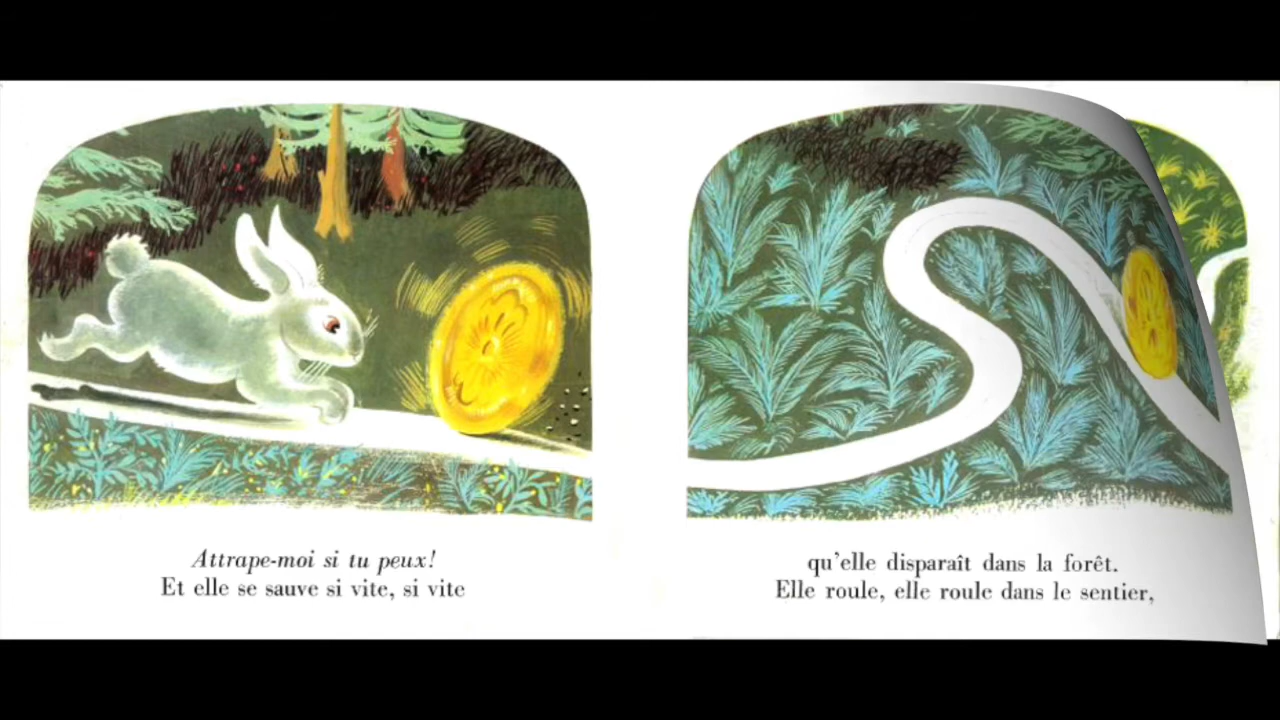 Attrape-moi si tu peux!
Et elle se sauve si vite, si vite
qu'elle disparaît dans la forêt.
Elle roule, elle roule dans le sentier,